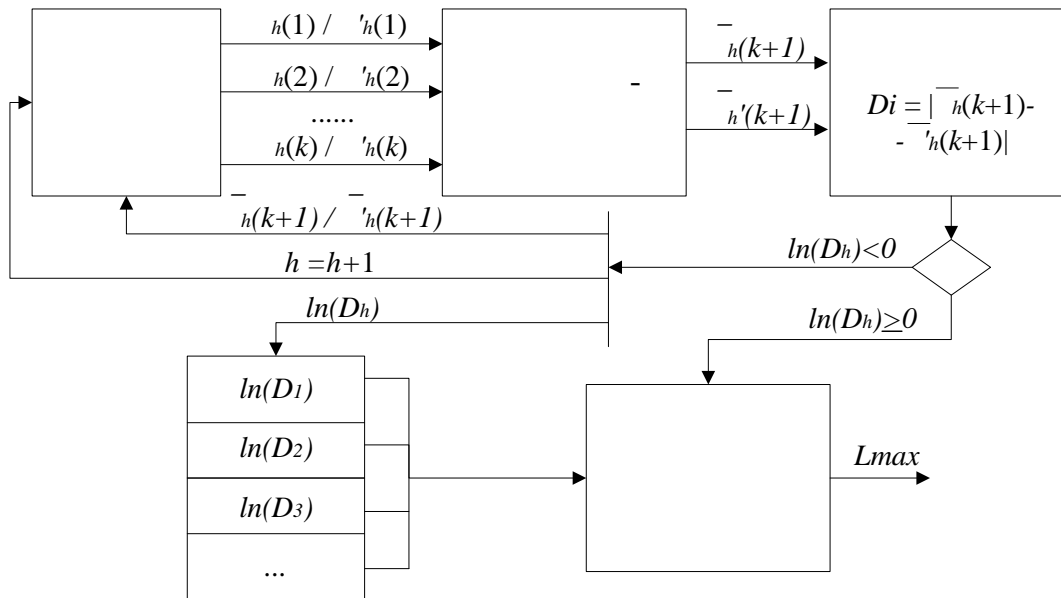 h(1) / 'h(1)
h(2) / 'h(2)
......
h(k) / 'h(k)
-
‾h(k+1)
‾h'(k+1)
Di = | ‾h(k+1)-
- ‾'h(k+1)|
‾h(k+1) / ‾'h(k+1)
h =h+1
ln(Dh)<0
ln(Dh)
ln(Dh)≥0
ln(D1)
ln(D2)
ln(D3)
...
Lmax